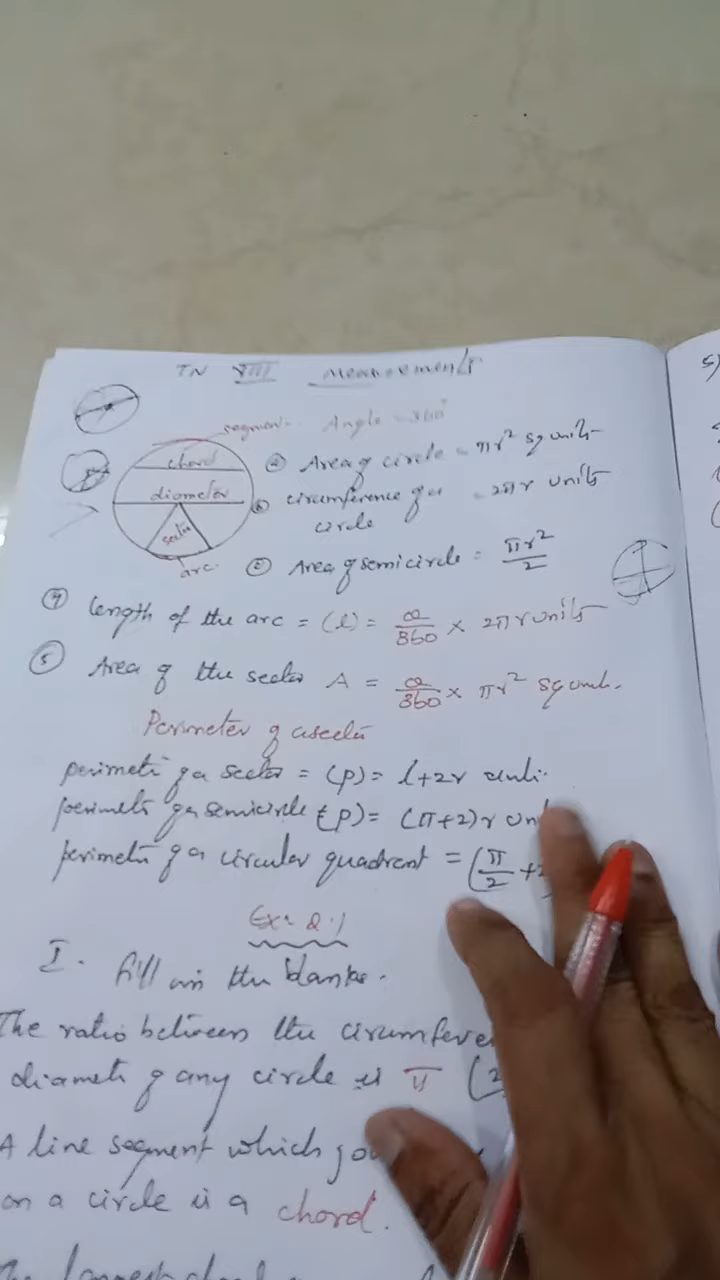 TN VIII Measurements
segment Angle = 360°
chord
diameter
sector
arc
(a) Area of circle = πr² sq units
(b) circumference of a = 2πr units
circle
(c) Area of semicircle = πr²/2
(4) length of the arc = (l) = θ/360 × 2πr units
(5) Area of the sector A = θ/360 × πr² sq unit.
Perimeter of a sector
perimeter of a sector = (p) = l+2r unit.
perimeter of a semicircle (p) = (π+2)r
perimeter of a circular quadrant = (π/2 +
Ex 2.1
I. Fill in the blanks.
The ratio between the
diameter of any circle is π (
A line segment which
on a circle is a chord.
5)